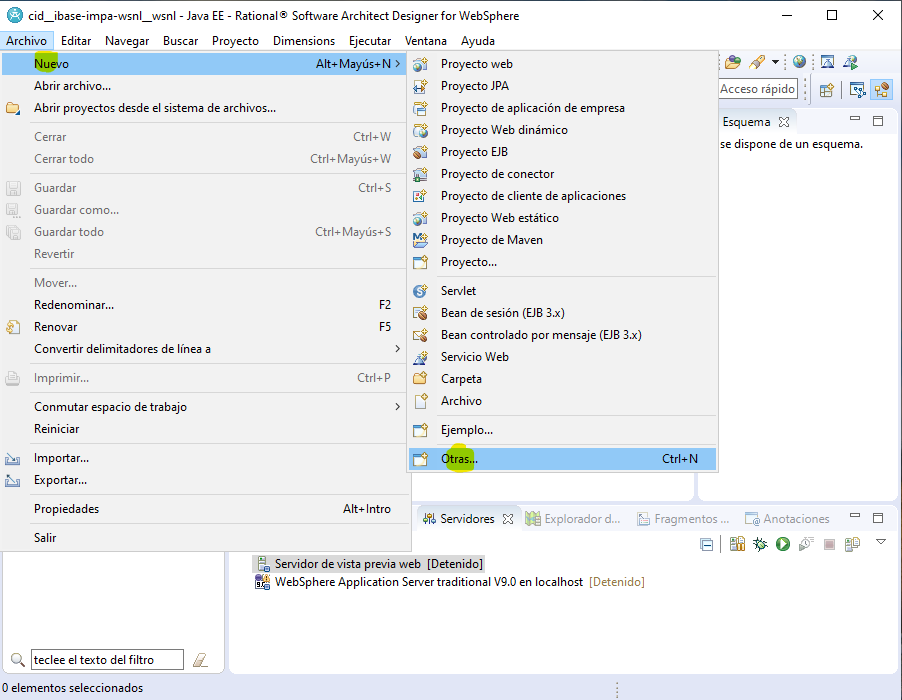 cid__ibase-impa-wsnl__wsnl - Java EE - Rational® Software Architect Designer for WebSphere
Archivo Editar Navegar Buscar Proyecto Dimensions Ejecutar Ventana Ayuda
Nuevo Alt+Mayús+N
Abrir archivo...
Abrir proyectos desde el sistema de archivos...
Cerrar Ctrl+W
Cerrar todo Ctrl+Mayús+W
Guardar Ctrl+S
Guardar como...
Guardar todo Ctrl+Mayús+S
Revertir
Mover...
Redenominar... F2
Renovar F5
Convertir delimitadores de línea a
Imprimir... Ctrl+P
Conmutar espacio de trabajo
Reiniciar
Importar...
Exportar...
Propiedades Alt+Intro
Salir
Proyecto web
Proyecto JPA
Proyecto de aplicación de empresa
Proyecto Web dinámico
Proyecto EJB
Proyecto de conector
Proyecto de cliente de aplicaciones
Proyecto Web estático
Proyecto de Maven
Proyecto...
Servlet
Bean de sesión (EJB 3.x)
Bean controlado por mensaje (EJB 3.x)
Servicio Web
Carpeta
Archivo
Ejemplo...
Otras... Ctrl+N
Acceso rápido
Esquema
se dispone de un esquema.
Servidores Explorador d... Fragmentos ... Anotaciones
Servidor de vista previa web [Detenido]
WebSphere Application Server traditional V9.0 en localhost [Detenido]
teclee el texto del filtro
0 elementos seleccionados